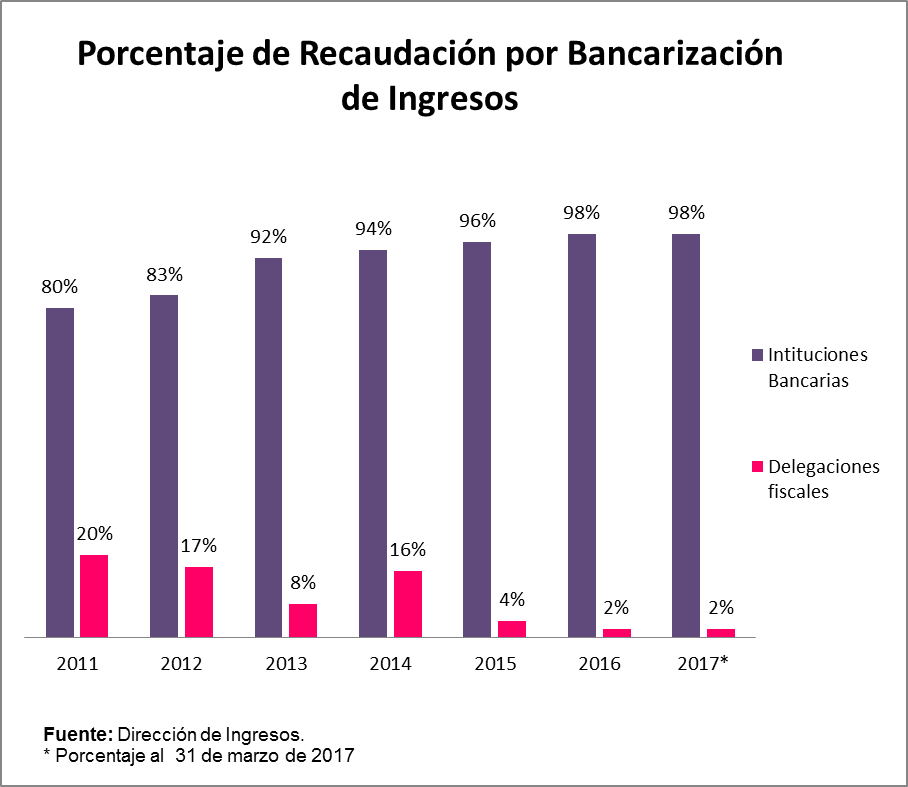 Porcentaje de Recaudación por Bancarización
de Ingresos
80%
83%
92%
94%
96%
98%
98%
20%
17%
8%
16%
4%
2%
2%
2011
2012
2013
2014
2015
2016
2017*
Intituciones
Bancarias
Delegaciones
fiscales
Fuente: Dirección de Ingresos.
* Porcentaje al 31 de marzo de 2017